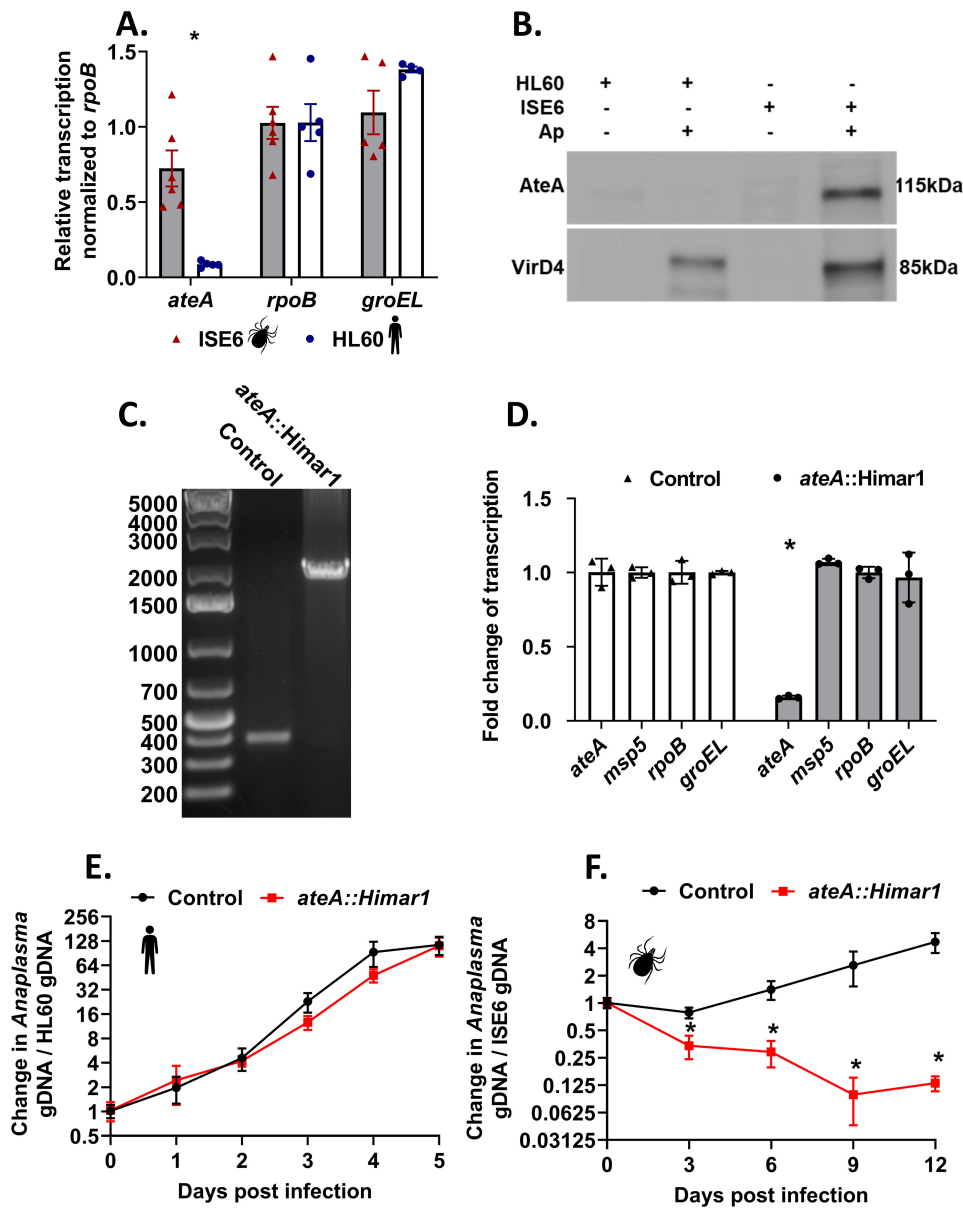 A.
*
Relative transcription
normalized to rpoB
1.5
1.0
0.5
0.0
ateA rpoB groEL
ISE6 HL60
B.
HL60 + + - -
ISE6 - - + +
Ap - + - +
AteA 115kDa
VirD4 85kDa
C.
Control
ateA::Himar1
5000
4000
3000
2000
1500
1000
700
500
400
300
200
D.
Control ateA::Himar1
Fold change of transcription
1.5
1.0
0.5
0.0
*
ateA msp5 rpoB groEL ateA msp5 rpoB groEL
E.
Control ateA::Himar1
Change in Anaplasma
gDNA / HL60 gDNA
256
128
64
32
16
8
4
2
1
0.5
0 1 2 3 4 5
Days post infection
F.
Control ateA::Himar1
Change in Anaplasma
gDNA / ISE6 gDNA
8
4
2
1
0.5
0.25
0.125
0.0625
0.03125
* * * *
0 3 6 9 12
Days post infection